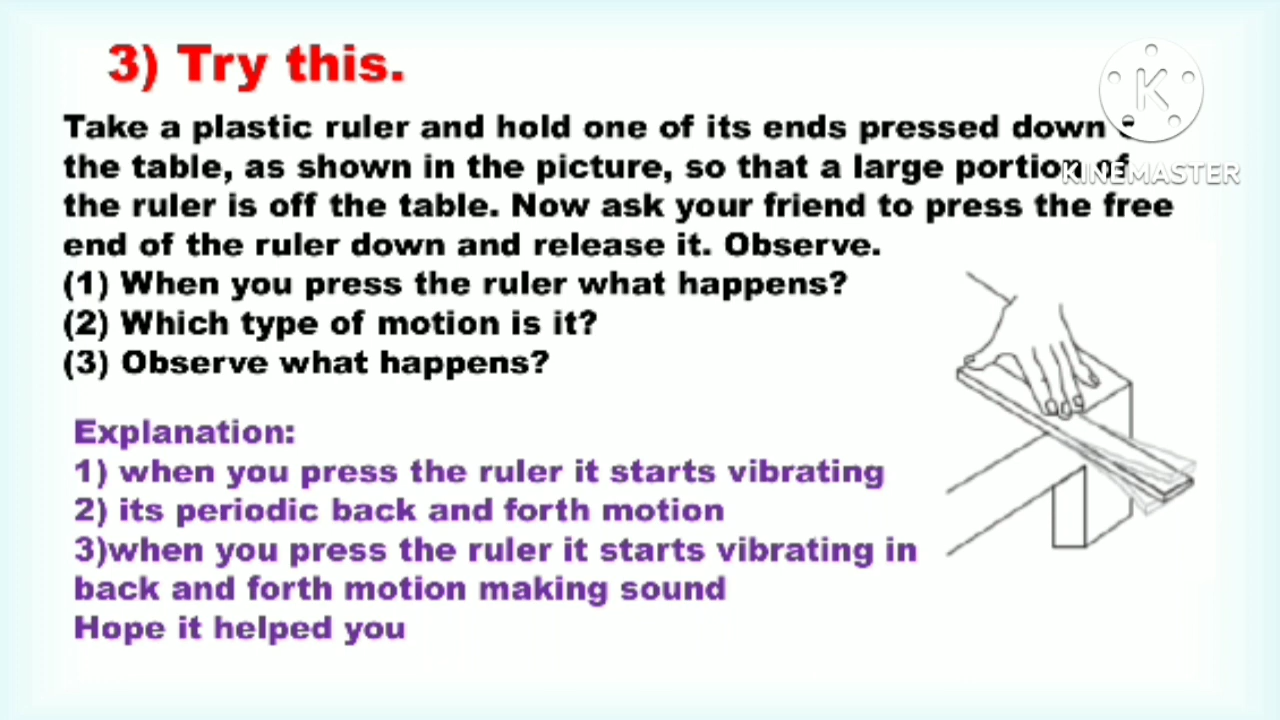 3) Try this.
Take a plastic ruler and hold one of its ends pressed down
the table, as shown in the picture, so that a large portion of
the ruler is off the table. Now ask your friend to press the free
end of the ruler down and release it. Observe.
(1) When you press the ruler what happens?
(2) Which type of motion is it?
(3) Observe what happens?
Explanation:
1) when you press the ruler it starts vibrating
2) its periodic back and forth motion
3)when you press the ruler it starts vibrating in
back and forth motion making sound
Hope it helped you
K
KINEMASTER